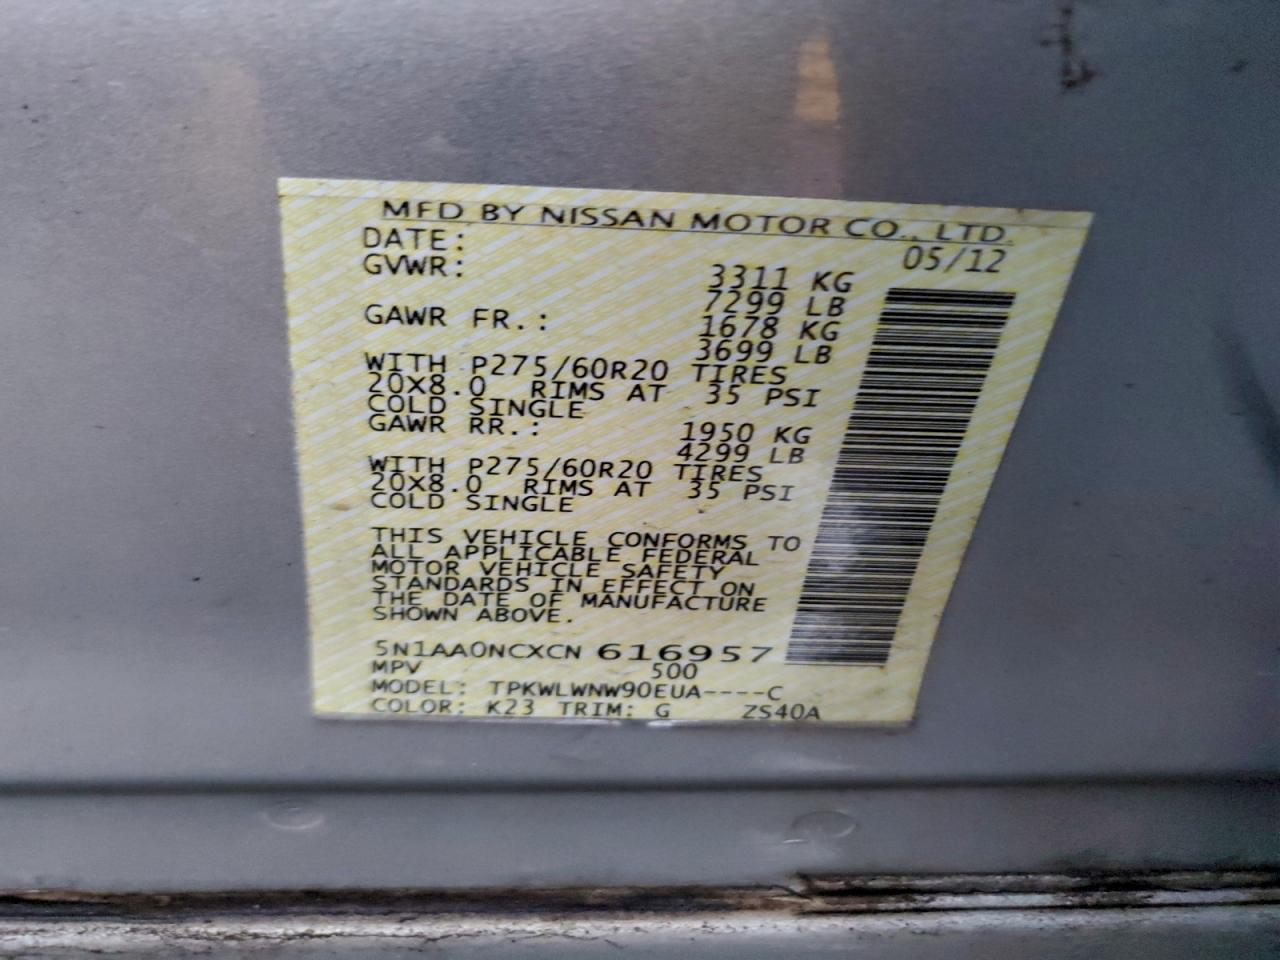 MFD BY NISSAN MOTOR CO., LTD.
DATE: 05/12
GVWR: 3311 KG
7299 LB
GAWR FR.: 1678 KG
3699 LB
WITH P275/60R20 TIRES
20X8.0 RIMS AT 35 PSI
COLD SINGLE
GAWR RR.: 1950 KG
4299 LB
WITH P275/60R20 TIRES
20X8.0 RIMS AT 35 PSI
COLD SINGLE
THIS VEHICLE CONFORMS TO
ALL APPLICABLE FEDERAL
MOTOR VEHICLE SAFETY
STANDARDS IN EFFECT ON
THE DATE OF MANUFACTURE
SHOWN ABOVE.
5N1AA0NCXCN 616957
MPV 500
MODEL: TPKWLWNW90EUA----C
COLOR: K23 TRIM: G ZS40A